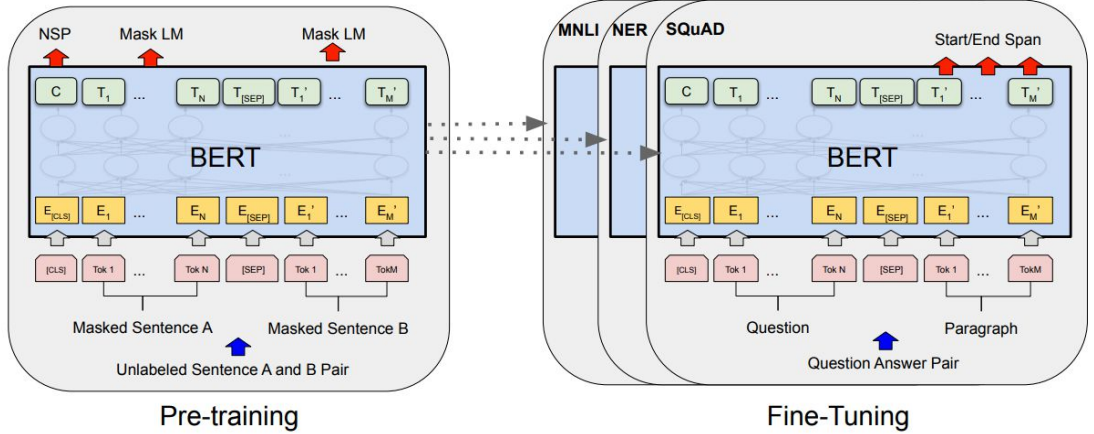 NSP Mask LM Mask LM
C T1 ... TN T[SEP] T1' ... TM'
...
BERT
...
E[CLS] E1 ... EN E[SEP] E1' ... EM'
[CLS] Tok 1 ... Tok N [SEP] Tok 1 ... TokM
Masked Sentence A Masked Sentence B
Unlabeled Sentence A and B Pair
Pre-training
MNLI NER SQuAD
Start/End Span
C T1 ... TN T[SEP] T1' ... TM'
...
BERT
...
E[CLS] E1 ... EN E[SEP] E1' ... EM'
[CLS] Tok 1 ... Tok N [SEP] Tok 1 ... TokM
Question Paragraph
Question Answer Pair
Fine-Tuning